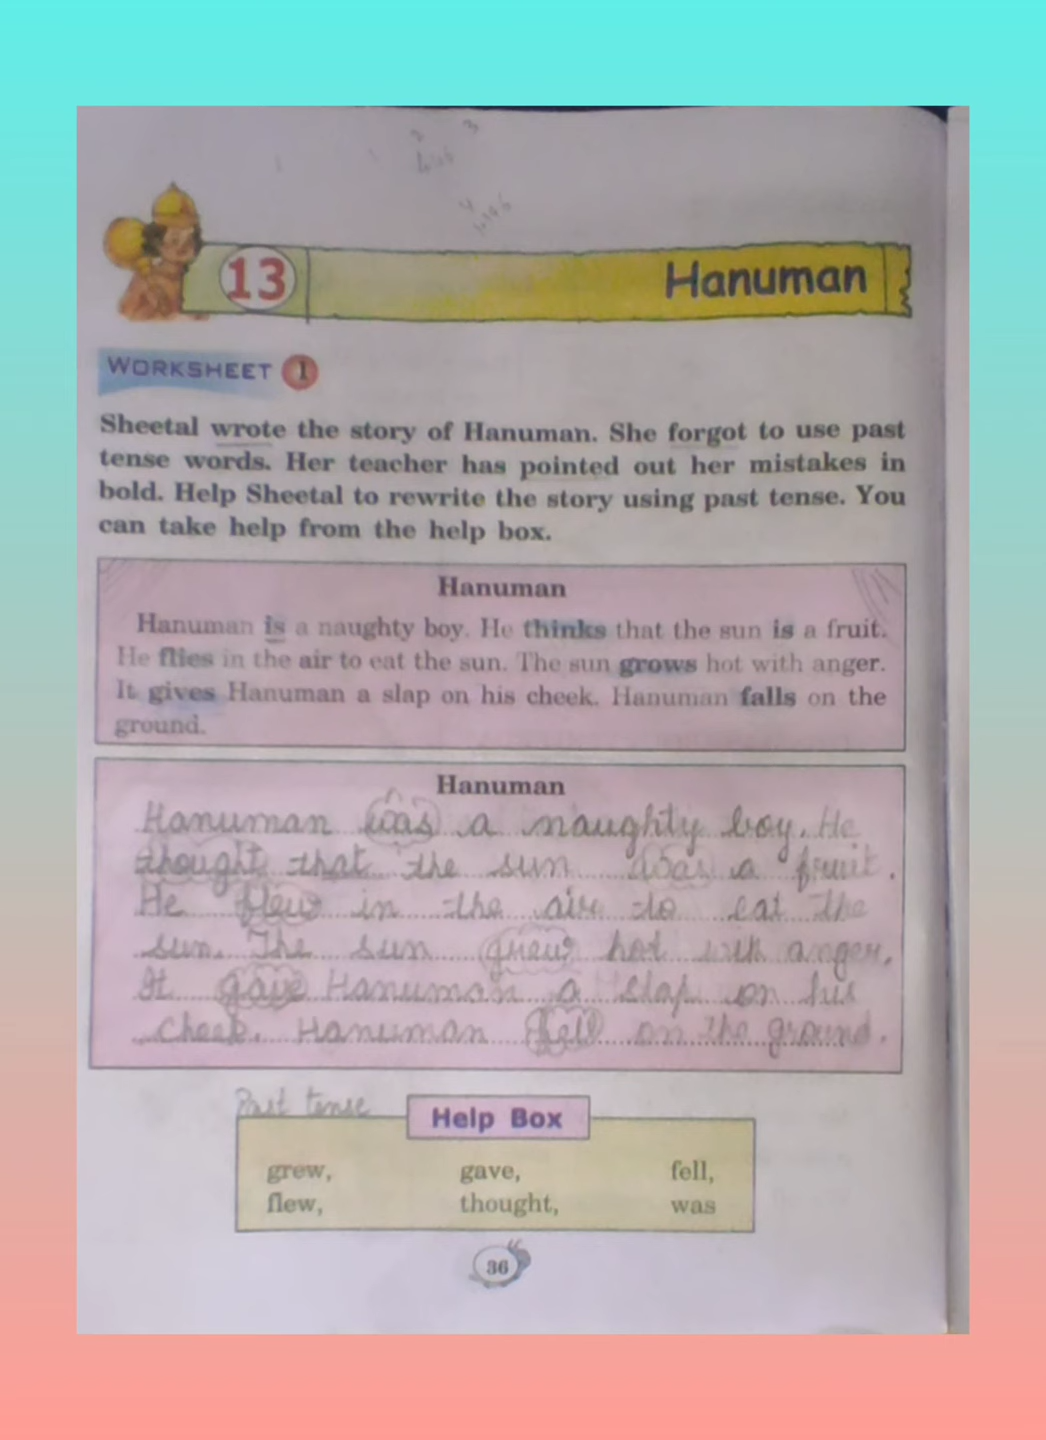 13
Hanuman
WORKSHEET 1
Sheetal wrote the story of Hanuman. She forgot to use past
tense words. Her teacher has pointed out her mistakes in
bold. Help Sheetal to rewrite the story using past tense. You
can take help from the help box.
Hanuman
Hanuman is a naughty boy. He thinks that the sun is a fruit.
He flies in the air to eat the sun. The sun grows hot with anger.
It gives Hanuman a slap on his cheek. Hanuman falls on the
ground.
Hanuman
Hanuman was a naughty boy. He
thought that the sun was a fruit.
He flew in the air to eat the
sun. The sun grew hot with anger.
It gave Hanuman a slap on his
cheek. Hanuman fell on the ground.
Past tense
Help Box
grew, gave, fell,
flew, thought, was
36